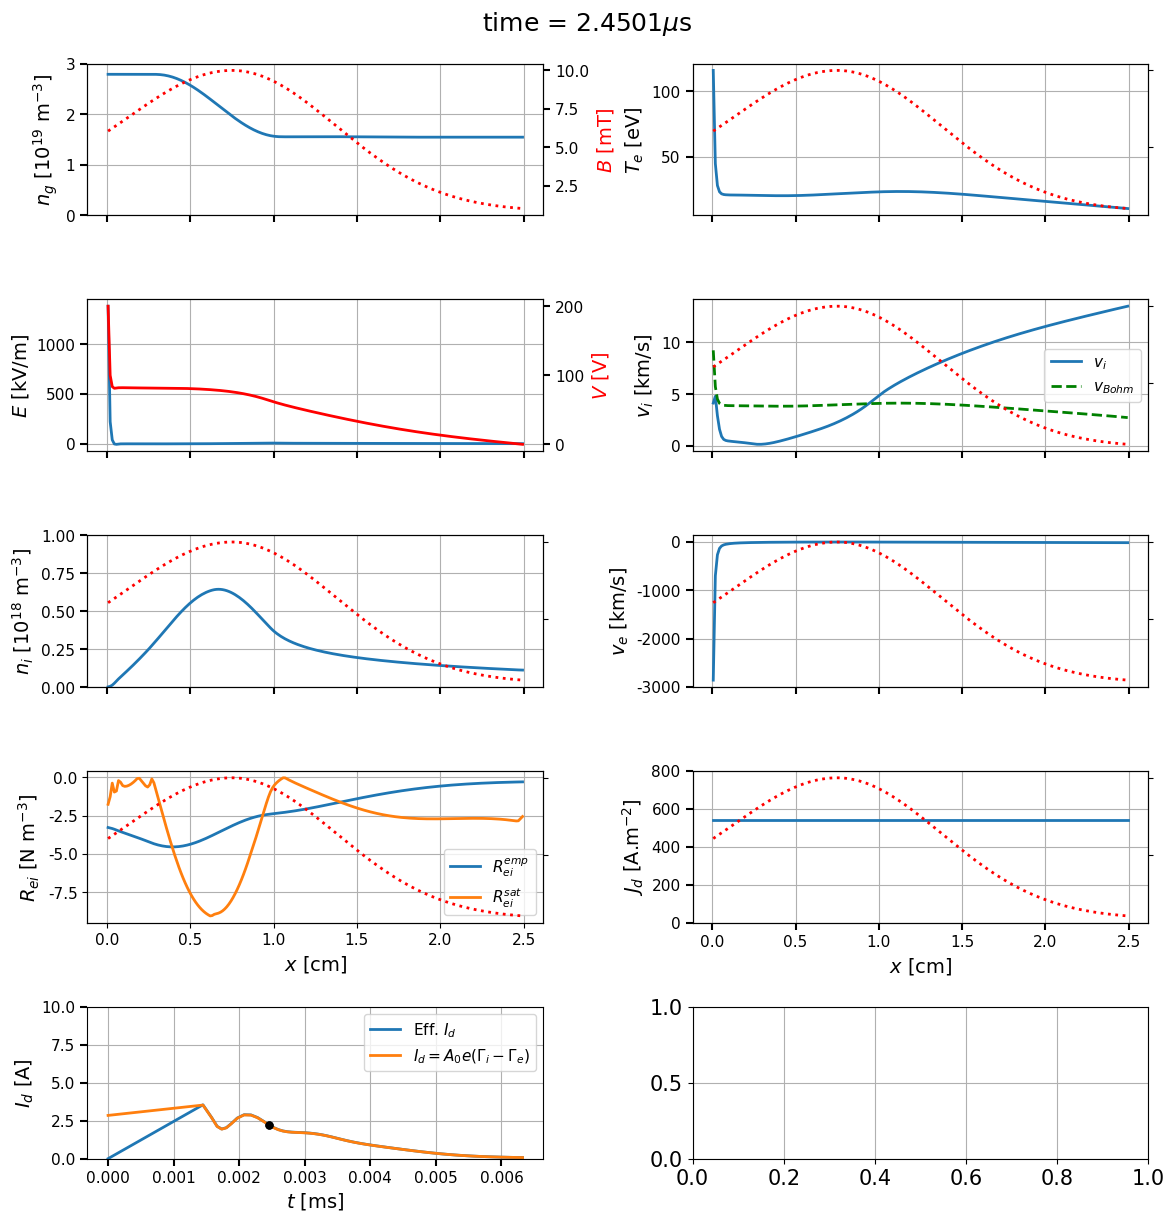 time = 2.4501μs
3
2
1
0
n_g [10^19 m^−3]
10.0
7.5
5.0
2.5
B [mT]
100
50
T_e [eV]
1000
500
0
E [kV/m]
200
100
0
V [V]
10
5
0
v_i [km/s]
v_i
v_Bohm
1.00
0.75
0.50
0.25
0.00
n_i [10^18 m^−3]
0
-1000
-2000
-3000
v_e [km/s]
0.0
-2.5
-5.0
-7.5
R_ei [N m^−3]
R_ei^emp
R_ei^sat
0.0 0.5 1.0 1.5 2.0 2.5
x [cm]
800
600
400
200
0
J_d [A.m^−2]
0.0 0.5 1.0 1.5 2.0 2.5
x [cm]
10.0
7.5
5.0
2.5
0.0
I_d [A]
Eff. I_d
I_d = A_0e(Γ_i − Γ_e)
0.000 0.001 0.002 0.003 0.004 0.005 0.006
t [ms]
1.0
0.5
0.0
0.0 0.2 0.4 0.6 0.8 1.0